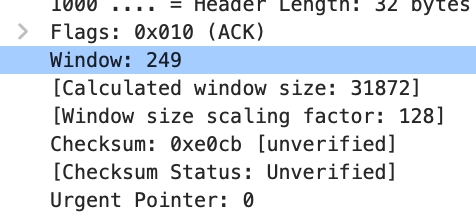 1000 .... = Header Length: 32 bytes
Flags: 0x010 (ACK)
Window: 249
[Calculated window size: 31872]
[Window size scaling factor: 128]
Checksum: 0xe0cb [unverified]
[Checksum Status: Unverified]
Urgent Pointer: 0